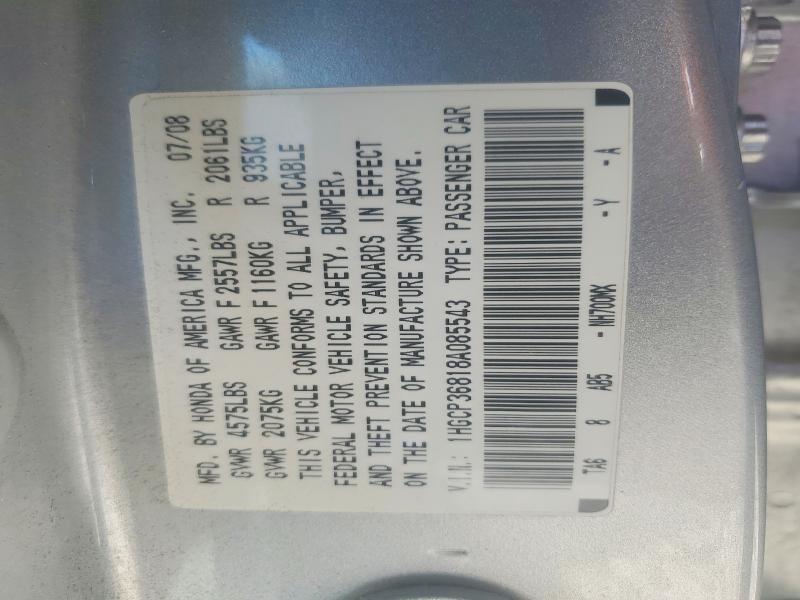 MFD. BY HONDA OF AMERICA MFG., INC. 07/08
GVWR 4575LBS GAWR F 2557LBS R 2061LBS
GVWR 2075KG GAWR F 1160KG R 935KG
THIS VEHICLE CONFORMS TO ALL APPLICABLE
FEDERAL MOTOR VEHICLE SAFETY, BUMPER,
AND THEFT PREVENTION STANDARDS IN EFFECT
ON THE DATE OF MANUFACTURE SHOWN ABOVE.
V.I.N.: 1HGCP36818A085543 TYPE: PASSENGER CAR
TA6 8 AB5 - NH700MX - Y - A